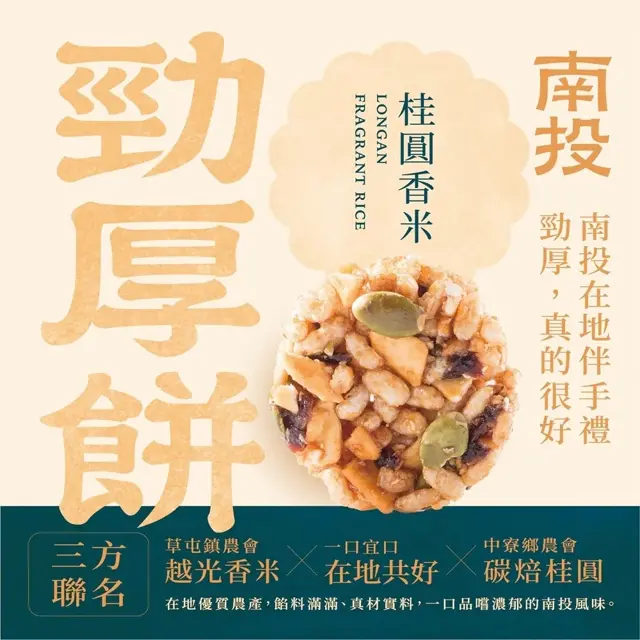 勁厚餅
桂圓香米
LONGAN
FRAGRANT RICE
南投
南投在地伴手禮
勁厚，真的很好
三方
聯名
草屯鎮農會
越光香米
×
一口宜口
在地共好
×
中寮鄉農會
碳焙桂圓
在地優質農產，餡料滿滿、真材實料，一口品嚐濃郁的南投風味。